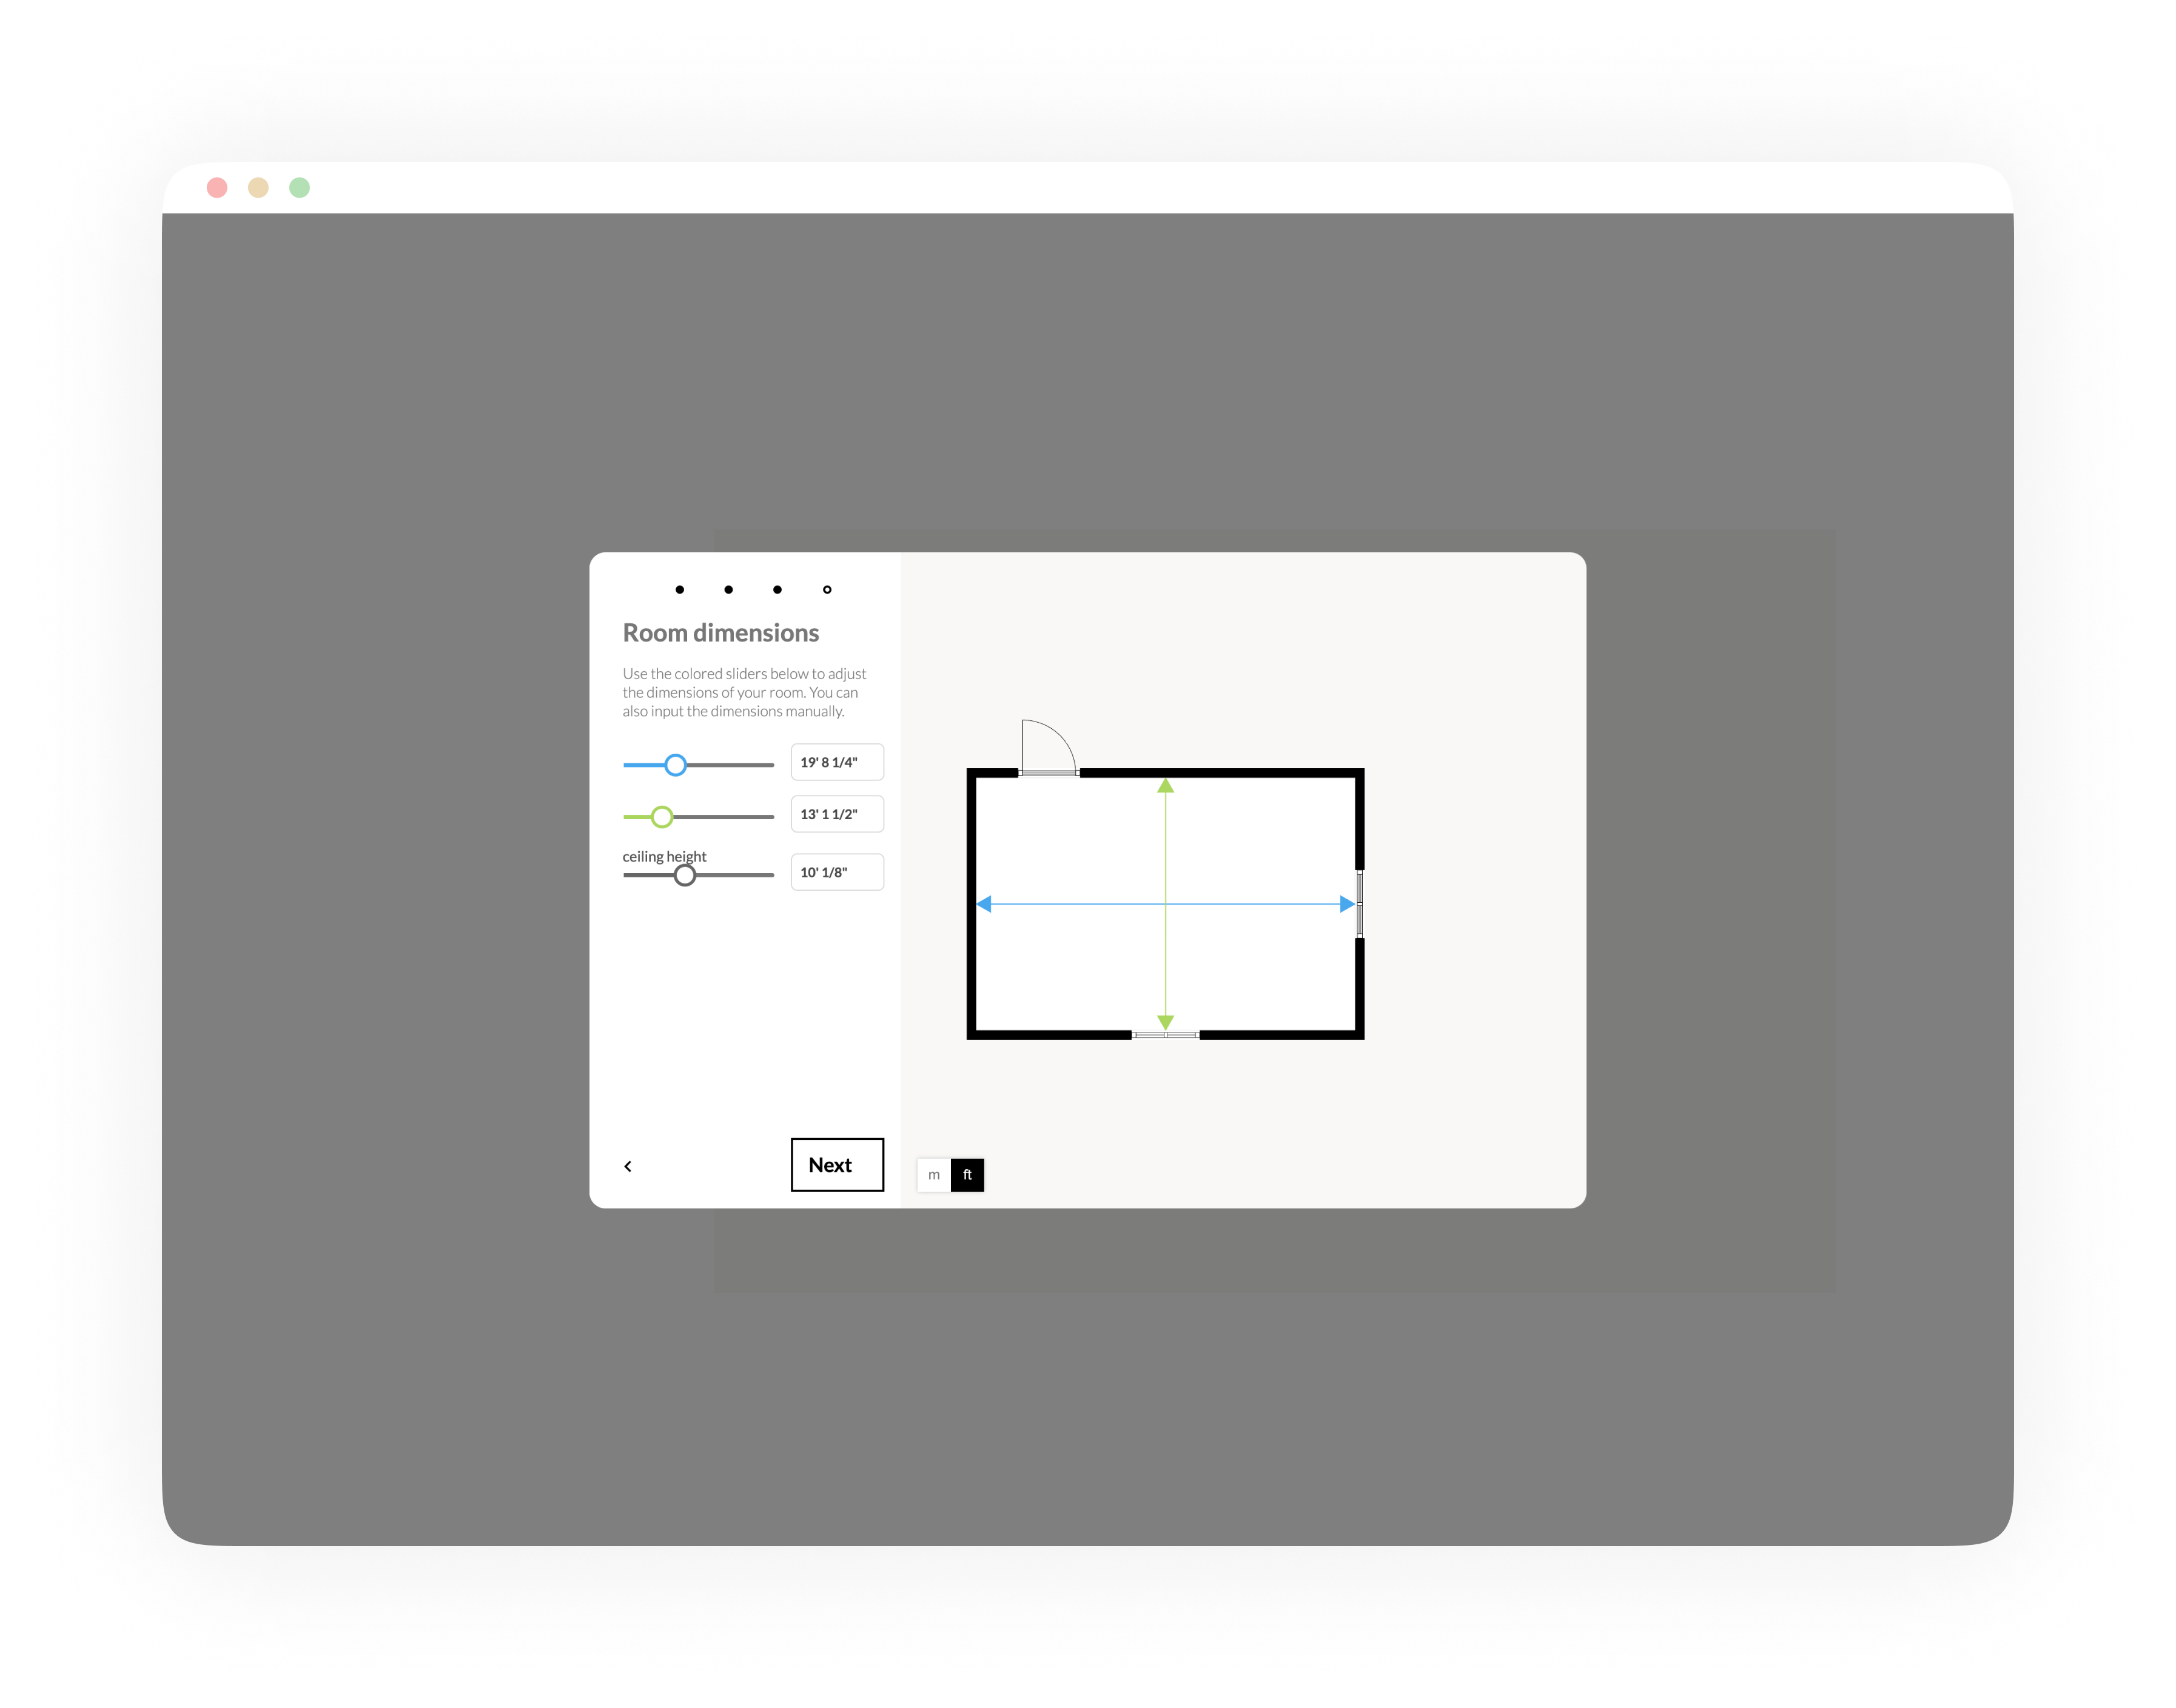 Room dimensions
Use the colored sliders below to adjust
the dimensions of your room. You can
also input the dimensions manually.
19' 8 1/4"
13' 1 1/2"
ceiling height
10' 1/8"
Next
m ft